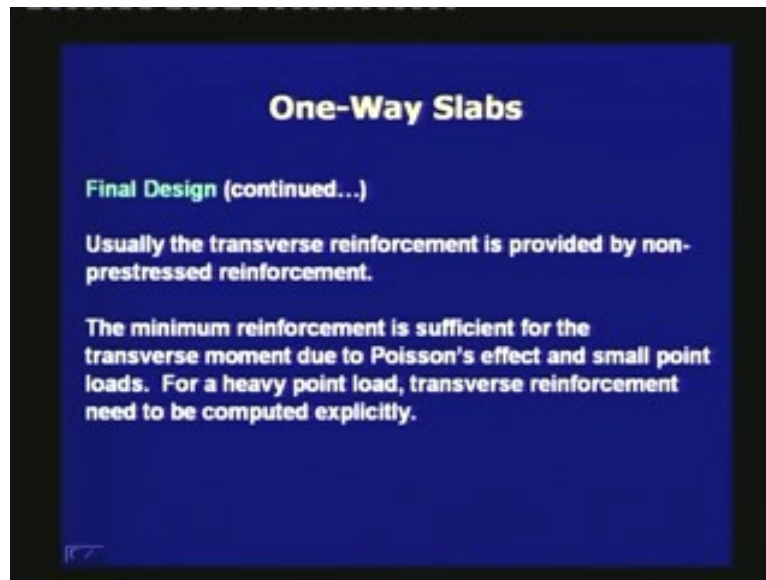 One-Way Slabs
Final Design (continued...)
Usually the transverse reinforcement is provided by non-
prestressed reinforcement.
The minimum reinforcement is sufficient for the
transverse moment due to Poisson's effect and small point
loads. For a heavy point load, transverse reinforcement
need to be computed explicitly.